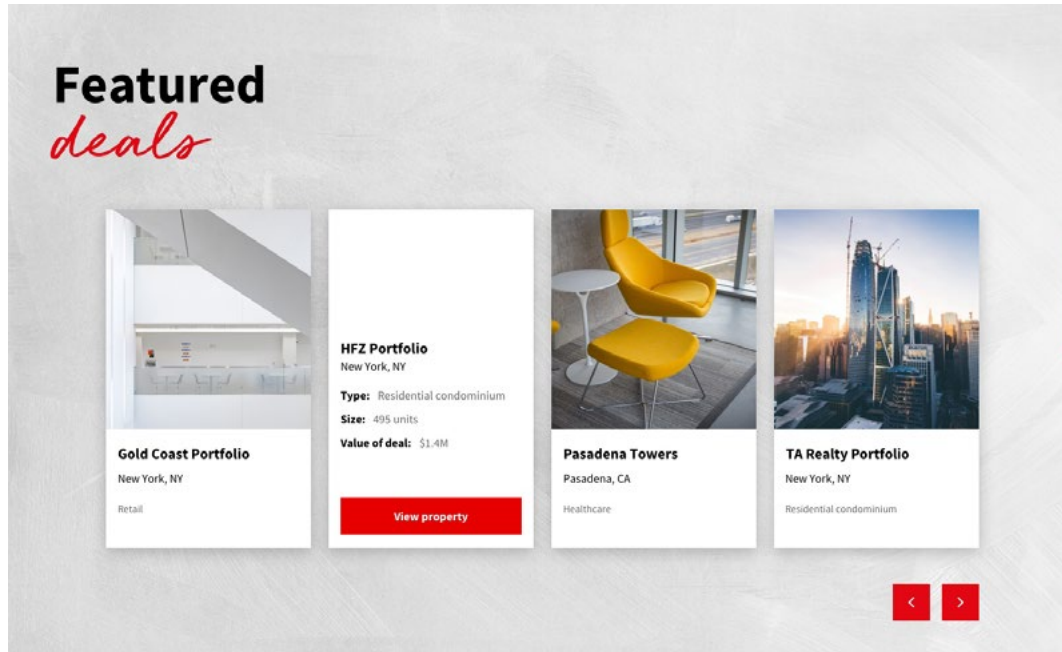 Featured
deals
Gold Coast Portfolio
New York, NY
Retail
HFZ Portfolio
New York, NY
Type: Residential condominium
Size: 495 units
Value of deal: $1.4M
View property
Pasadena Towers
Pasadena, CA
Healthcare
TA Realty Portfolio
New York, NY
Residential condominium